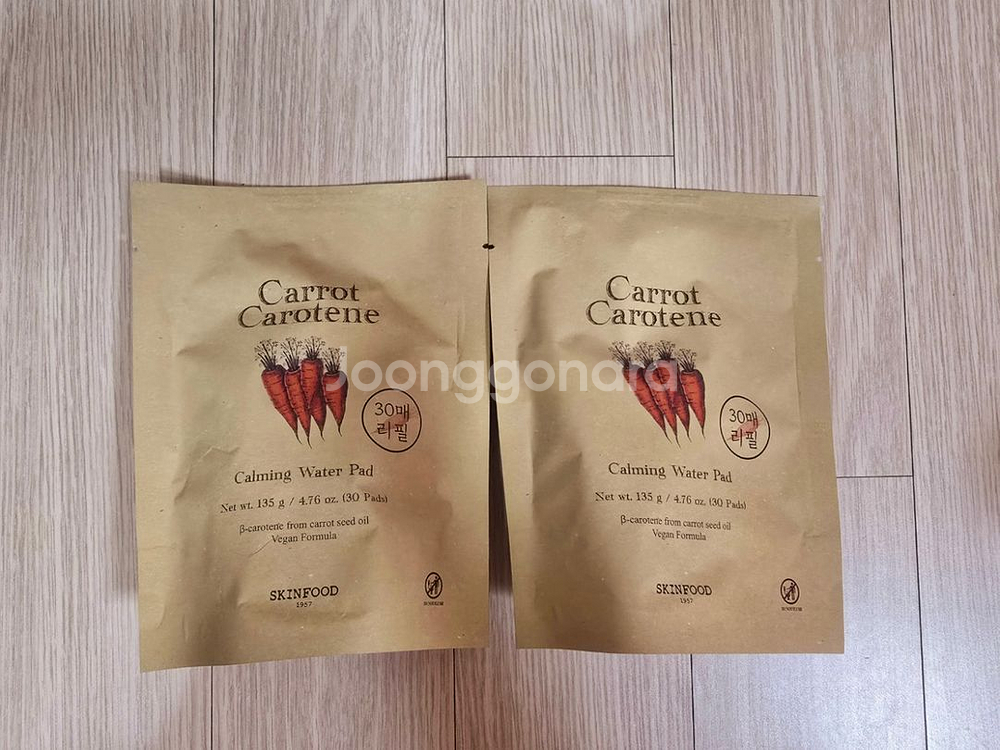 Carrot
Carotene
30매
리필
Calming Water Pad
Net wt. 135 g / 4.76 oz. (30 Pads)
β-carotene from carrot seed oil
Vegan Formula
SKINFOOD
1957
Carrot
Carotene
30매
리필
Calming Water Pad
Net wt. 135 g / 4.76 oz. (30 Pads)
β-carotene from carrot seed oil
Vegan Formula
SKINFOOD
1957
Joonggonara